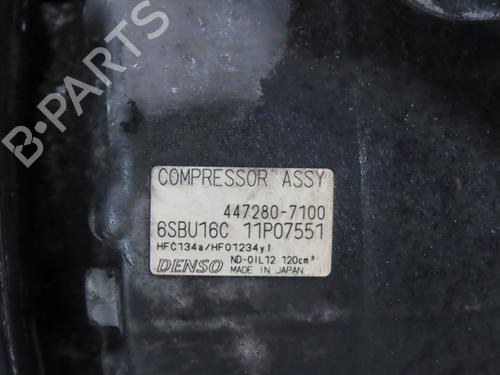 B-PARTS
COMPRESSOR ASSY
447280-7100
6SBU16C 11P07551
HFC134a/HFO1234yf
DENSO ND-OIL12 120cm³
MADE IN JAPAN